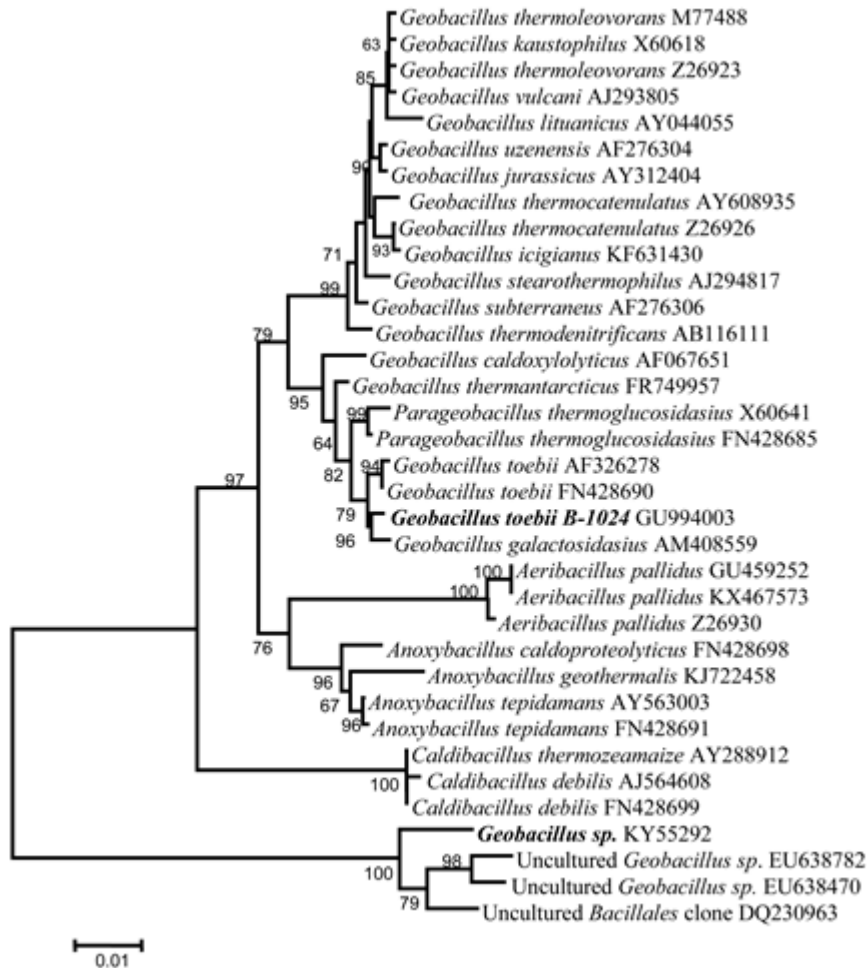 Geobacillus thermoleovorans M77488
63
Geobacillus kaustophilus X60618
Geobacillus thermoleovorans Z26923
85
Geobacillus vulcani AJ293805
Geobacillus lituanicus AY044055
Geobacillus uzenensis AF276304
90
Geobacillus jurassicus AY312404
Geobacillus thermocatenulatus AY608935
Geobacillus thermocatenulatus Z26926
93
Geobacillus icigianus KF631430
71
Geobacillus stearothermophilus AJ294817
99
Geobacillus subterraneus AF276306
79
Geobacillus thermodenitrificans AB116111
Geobacillus caldoxylolyticus AF067651
95
Geobacillus thermantarcticus FR749957
99
Parageobacillus thermoglucosidasius X60641
64
Parageobacillus thermoglucosidasius FN428685
82
94
Geobacillus toebii AF326278
97
Geobacillus toebii FN428690
79
Geobacillus toebii B-1024 GU994003
96
Geobacillus galactosidasius AM408559
100
Aeribacillus pallidus GU459252
100
Aeribacillus pallidus KX467573
Aeribacillus pallidus Z26930
76
Anoxybacillus caldoproteolyticus FN428698
96
Anoxybacillus geothermalis KJ722458
67
Anoxybacillus tepidamans AY563003
96
Anoxybacillus tepidamans FN428691
Caldibacillus thermozeamaize AY288912
100
Caldibacillus debilis AJ564608
Caldibacillus debilis FN428699
Geobacillus sp. KY55292
98
Uncultured Geobacillus sp. EU638782
100
Uncultured Geobacillus sp. EU638470
79
Uncultured Bacillales clone DQ230963
0.01